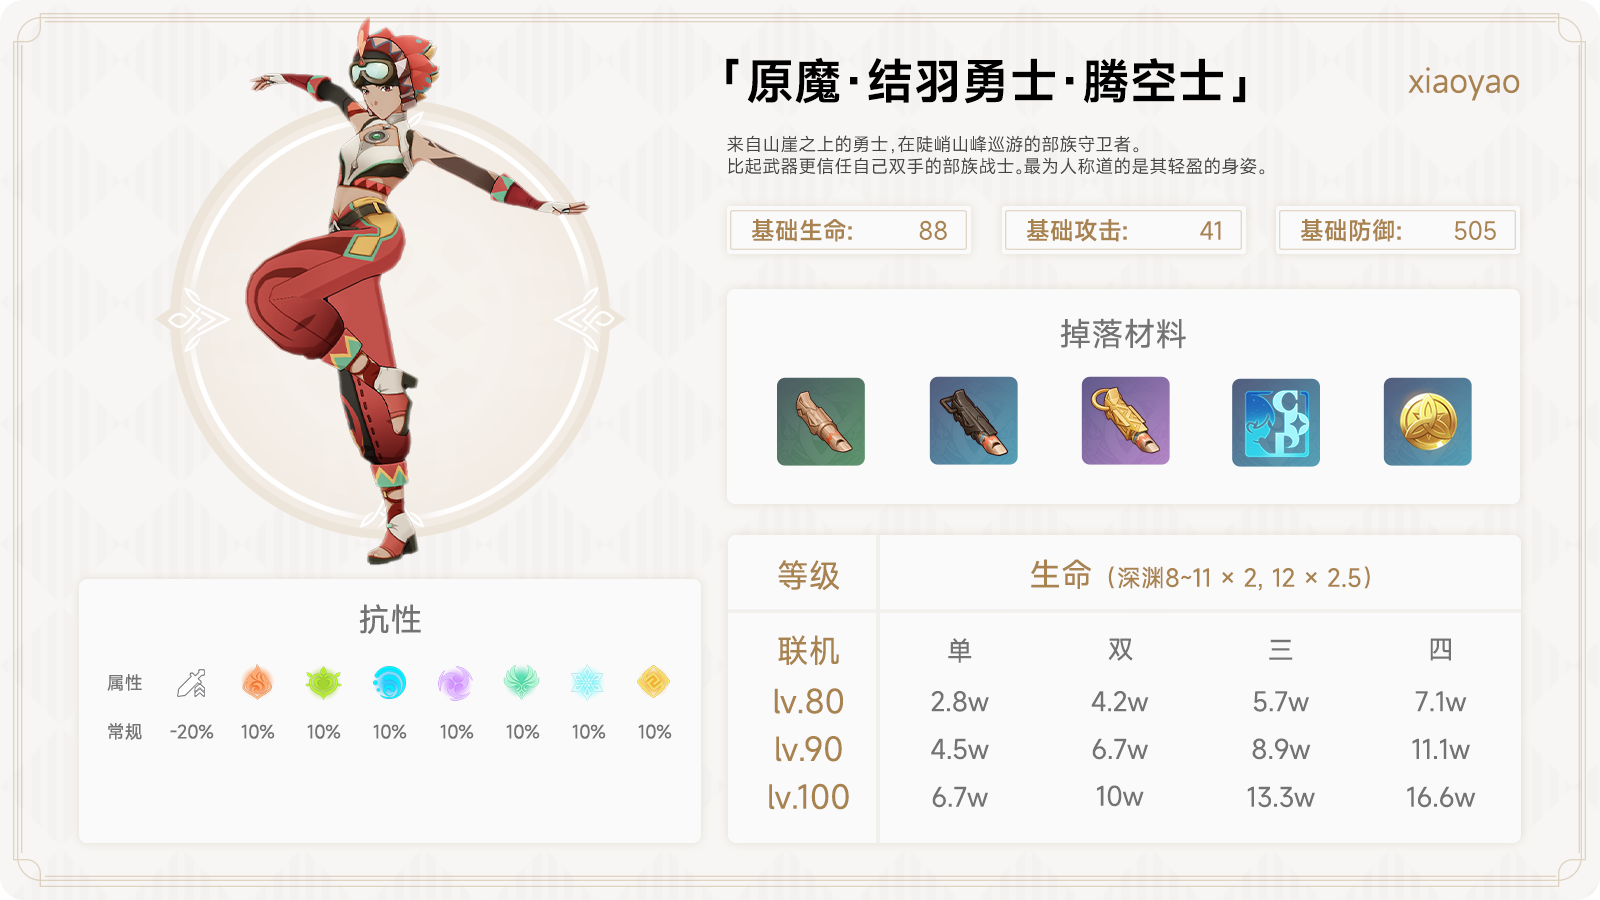 「原魔·结羽勇士·腾空士」
xiaoyao
来自山崖之上的勇士,在陡峭山峰巡游的部族守卫者。
比起武器更信任自己双手的部族战士。最为人称道的是其轻盈的身姿。
基础生命: 88
基础攻击: 41
基础防御: 505
掉落材料
抗性
属性
常规 -20% 10% 10% 10% 10% 10% 10% 10%
等级 生命 (深渊8~11 × 2, 12 × 2.5)
联机 单 双 三 四
lv.80 2.8w 4.2w 5.7w 7.1w
lv.90 4.5w 6.7w 8.9w 11.1w
lv.100 6.7w 10w 13.3w 16.6w